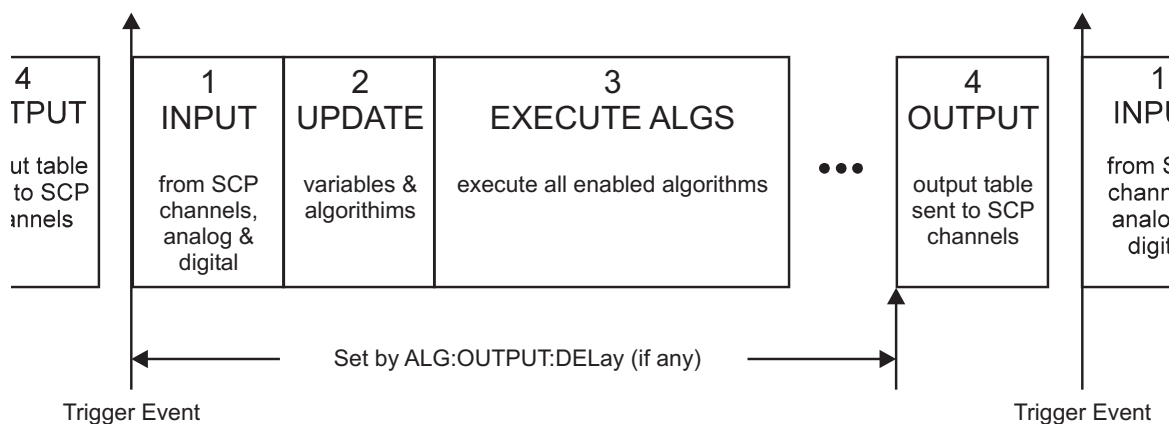 4
TPUT
ut table
to SCP
annels
1
INPUT
from SCP
channels,
analog &
digital
2
UPDATE
variables &
algorithims
3
EXECUTE ALGS
execute all enabled algorithms
•••
4
OUTPUT
output table
sent to SCP
channels
1
INPU
from S
chann
analo
digit
Set by ALG:OUTPUT:DELay (if any)
Trigger Event
Trigger Event